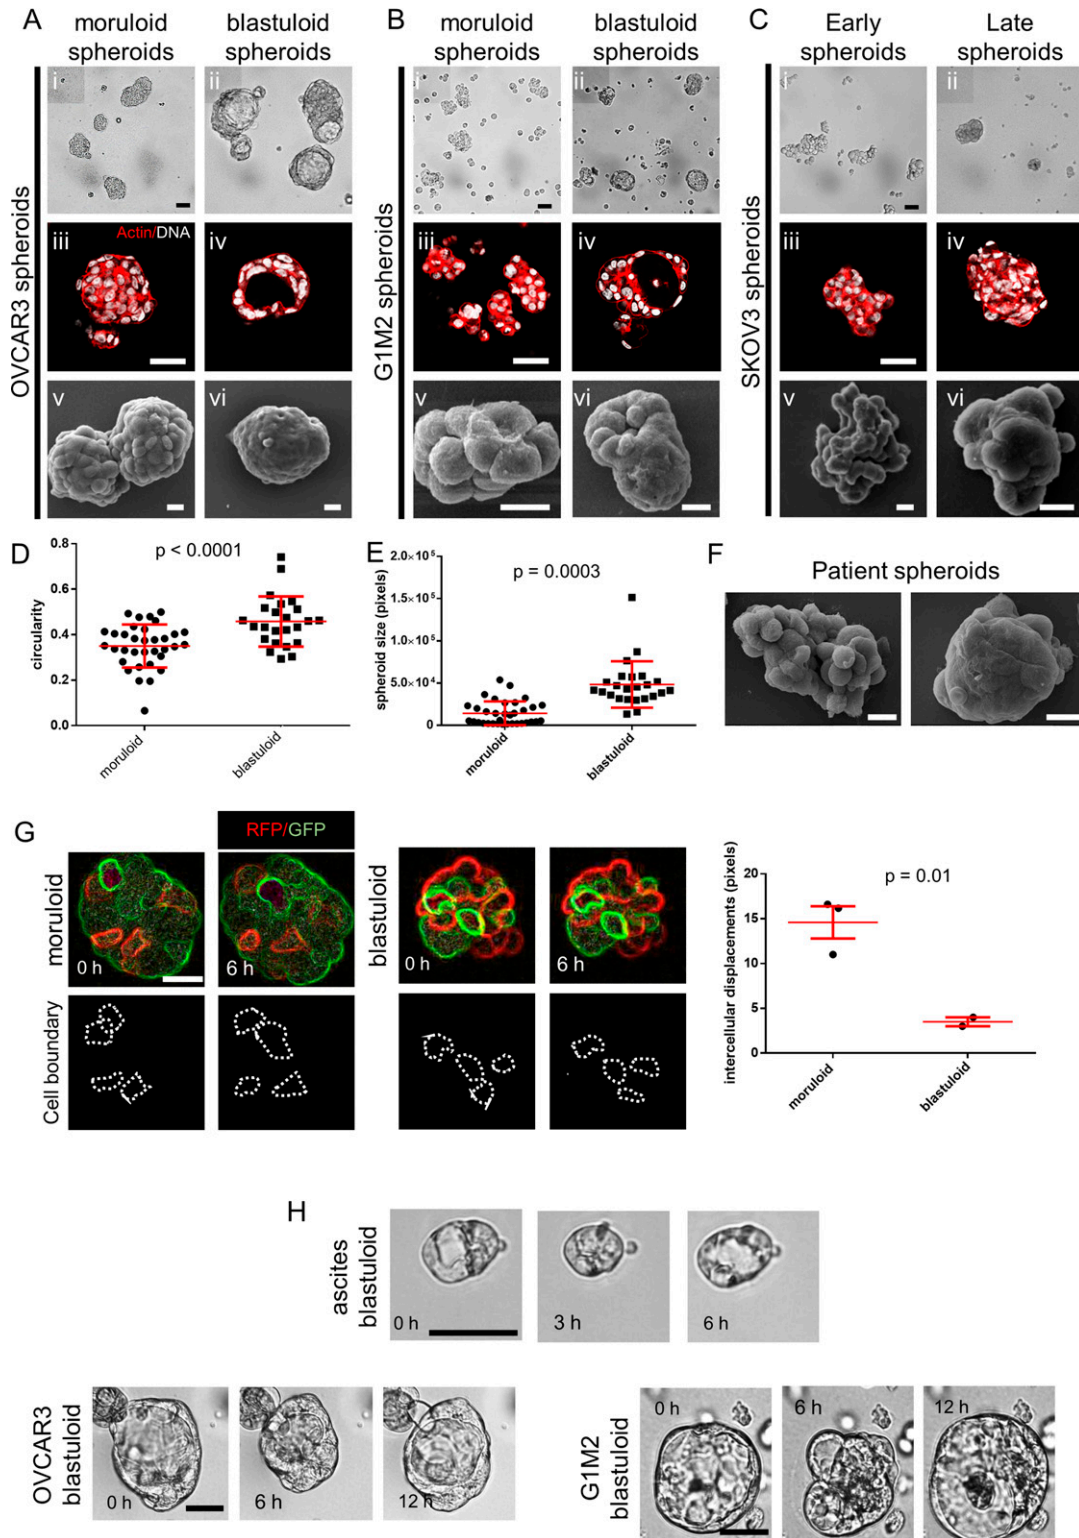 A
moruloid spheroids
blastuloid spheroids
B
moruloid spheroids
blastuloid spheroids
C
Early spheroids
Late spheroids
OVCAR3 spheroids
i
ii
iii
Actin/DNA
iv
v
vi
G1M2 spheroids
i
ii
iii
iv
v
vi
SKOV3 spheroids
i
ii
iii
iv
v
vi
D
p < 0.0001
circularity
0.8
0.6
0.4
0.2
0.0
moruloid
blastuloid
E
p = 0.0003
spheroid size (pixels)
2.0×10⁵
1.5×10⁵
1.0×10⁵
5.0×10⁴
0
moruloid
blastuloid
F
Patient spheroids
G
RFP/GFP
moruloid
0 h
6 h
blastuloid
0 h
6 h
Cell boundary
p = 0.01
intercellular displacements (pixels)
20
15
10
5
0
moruloid
blastuloid
H
ascites blastuloid
0 h
3 h
6 h
OVCAR3 blastuloid
0 h
6 h
12 h
G1M2 blastuloid
0 h
6 h
12 h